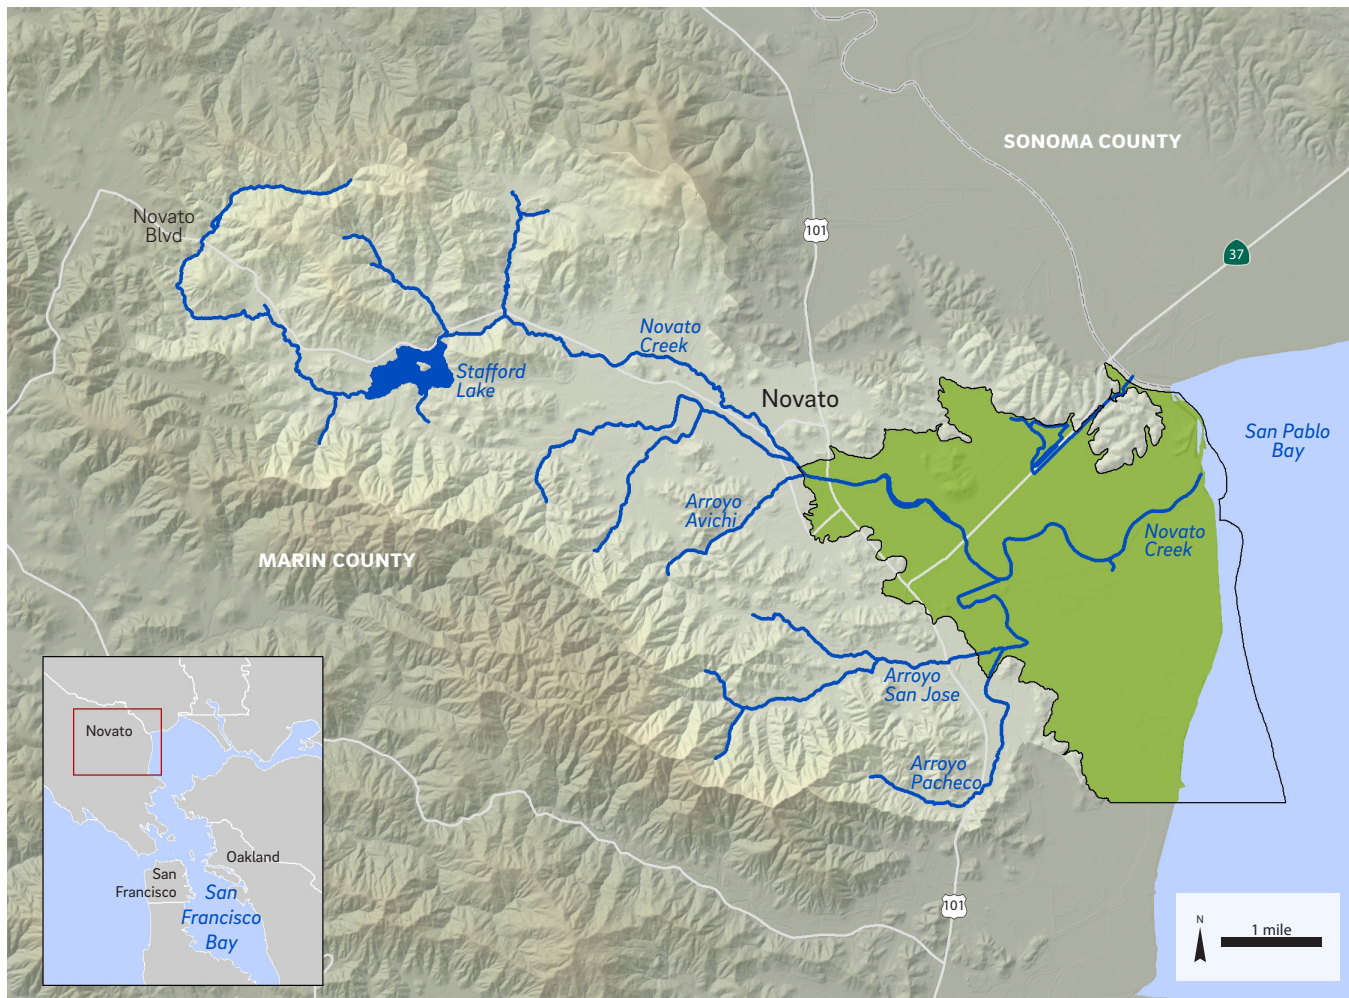 SONOMA COUNTY
Novato
Blvd
101
37
Novato
Creek
Stafford
Lake
Novato
San Pablo
Bay
Arroyo
Avichi
Novato
Creek
MARIN COUNTY
Arroyo
San Jose
Arroyo
Pacheco
Novato
Oakland
San
Francisco
San
Francisco
Bay
101
N
1 mile